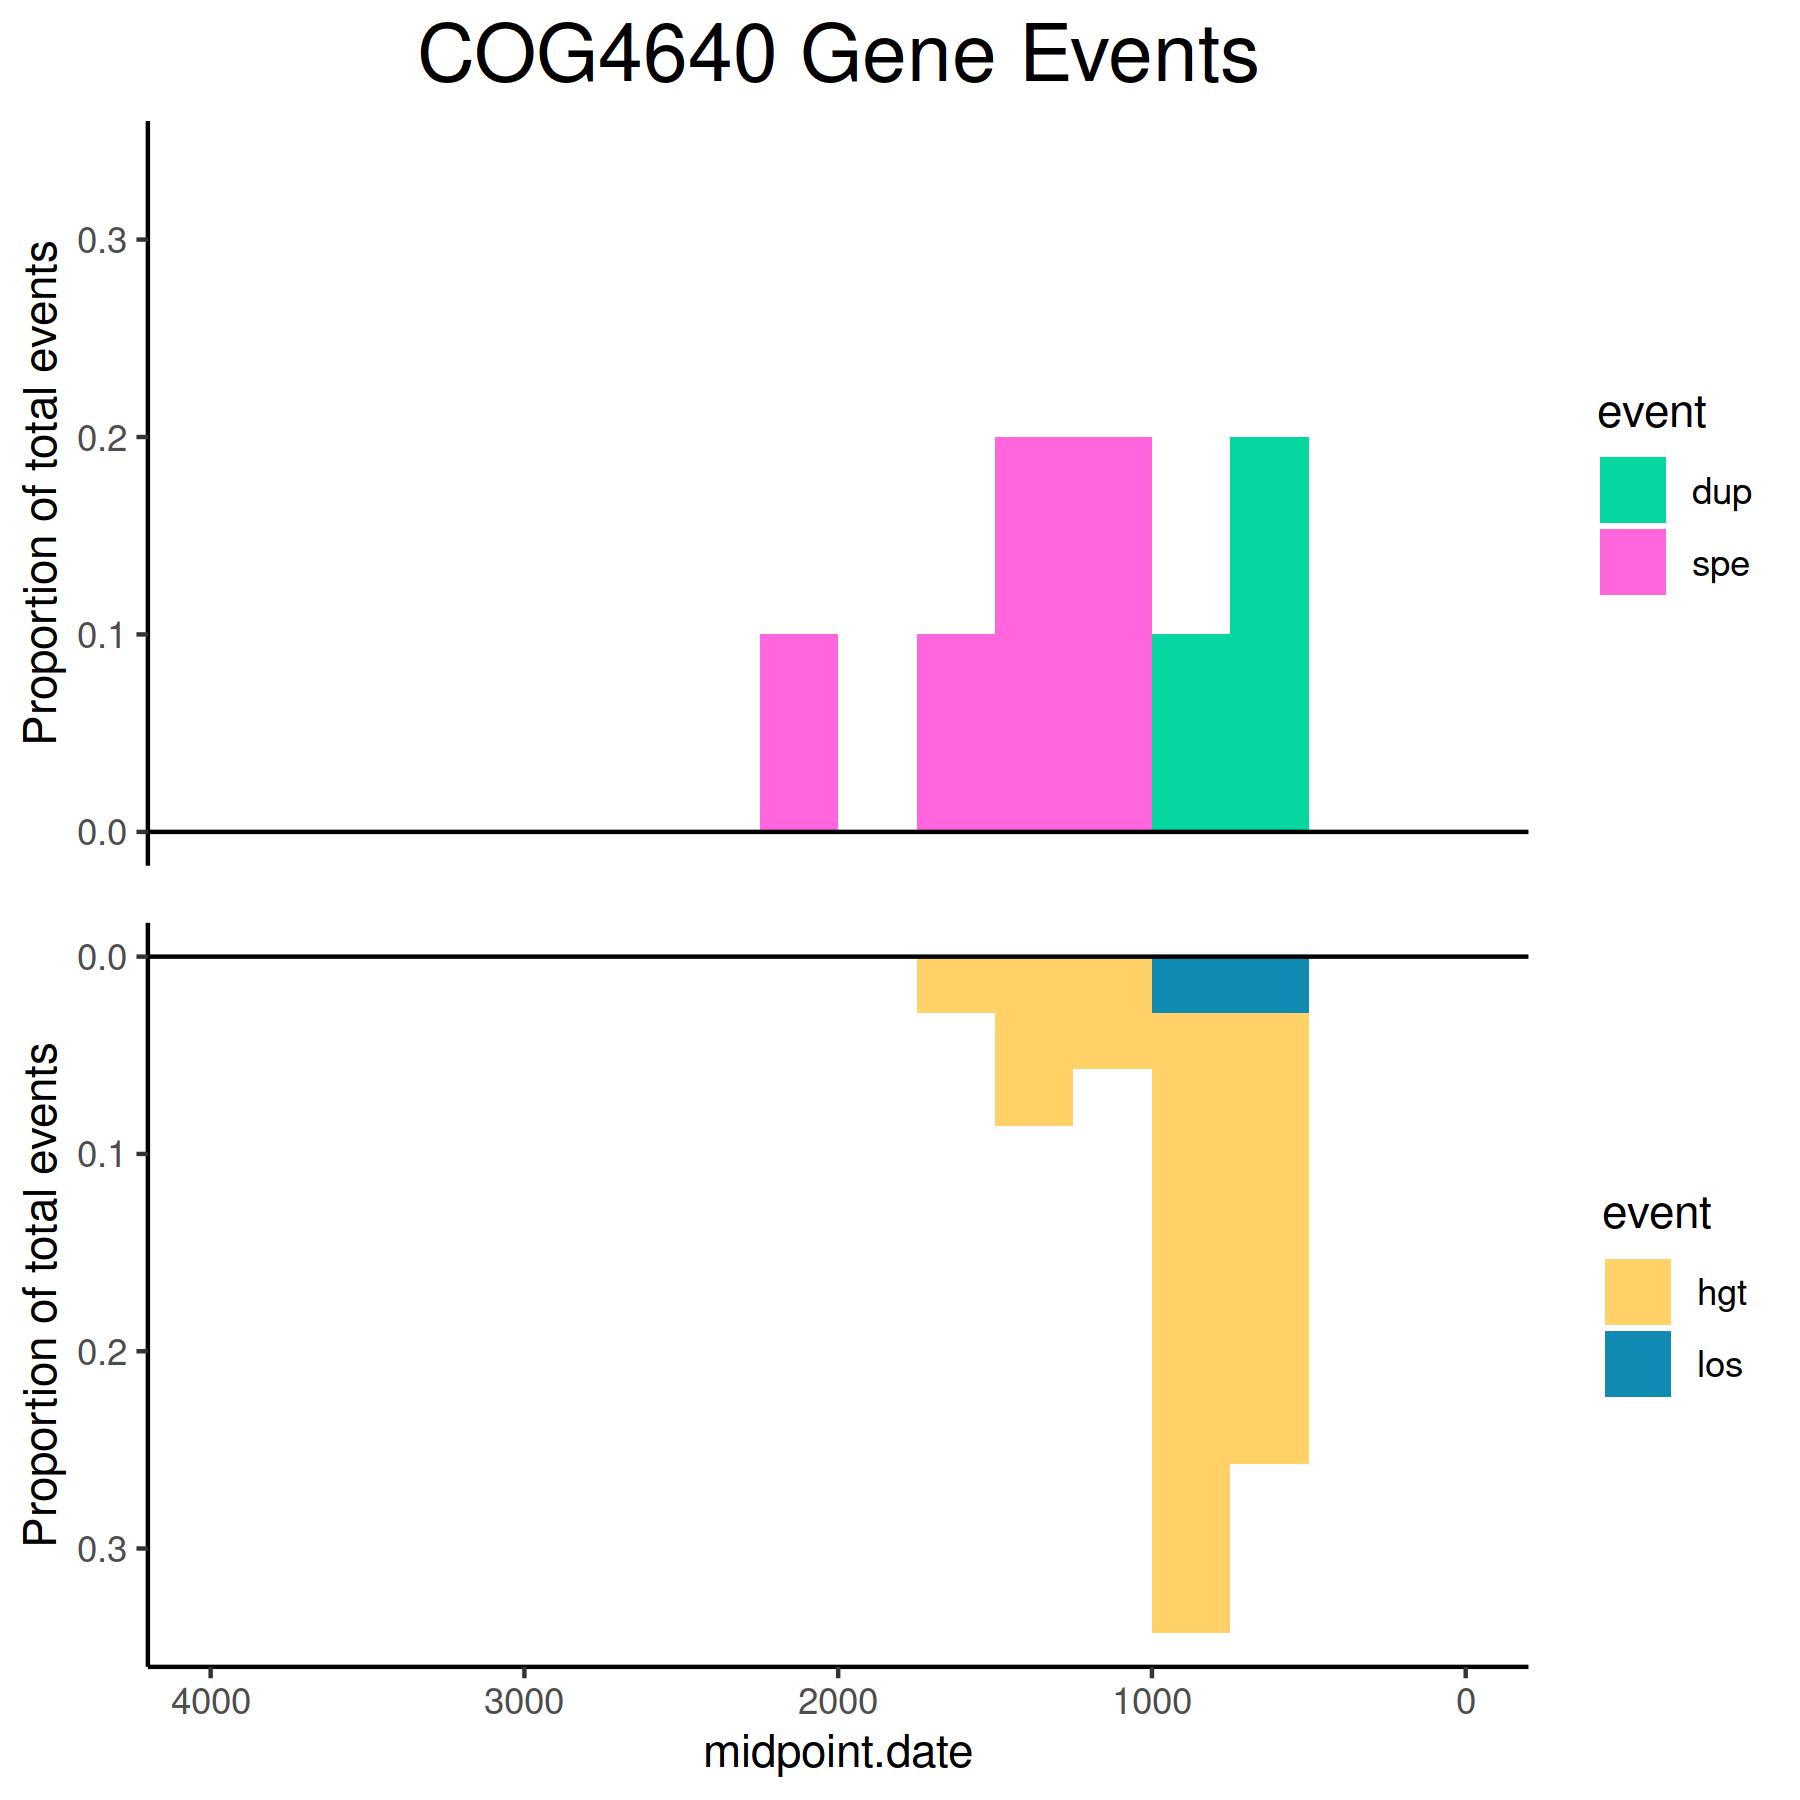 COG4640 Gene Events
Proportion of total events
0.3
0.2
0.1
0.0
event
dup
spe
Proportion of total events
0.0
0.1
0.2
0.3
event
hgt
los
4000 3000 2000 1000 0
midpoint.date